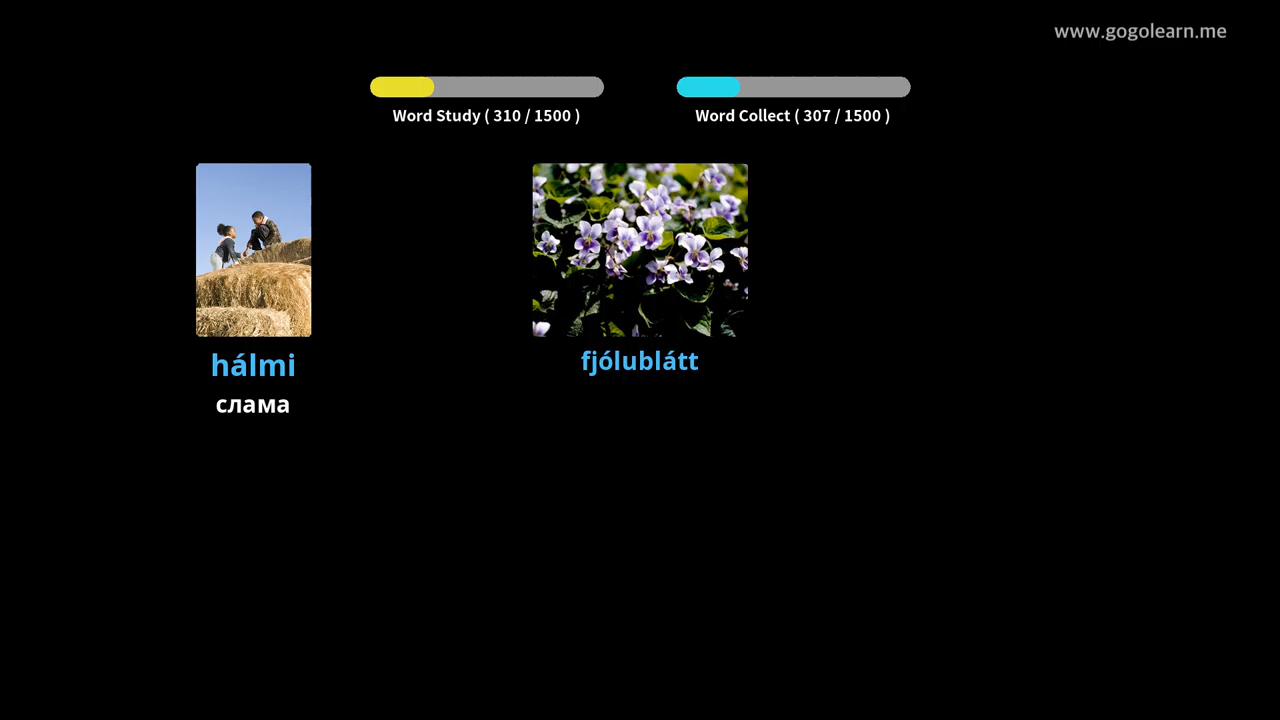 www.gogolearn.me
Word Study ( 310 / 1500 )
Word Collect ( 307 / 1500 )
hálmi
слама
fjólublátt